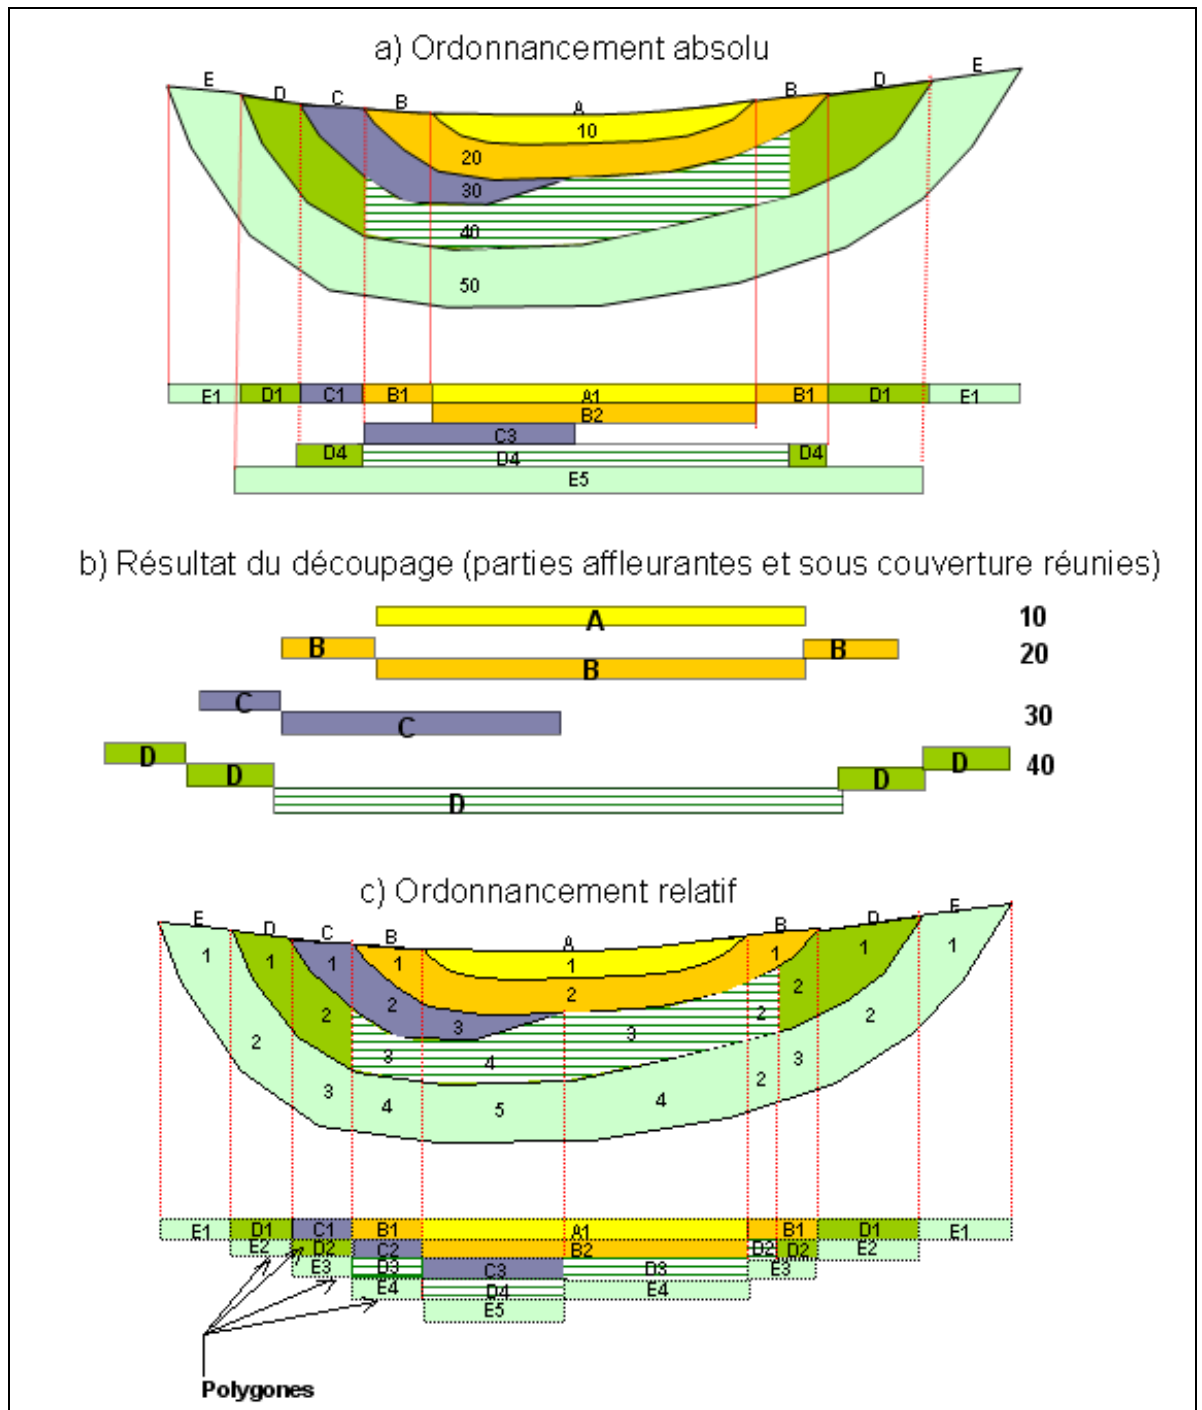 a) Ordonnancement absolu
E D C B A B D E
10
20
30
40
50
E1 D1 C1 B1 A1 B1 D1 E1
B2
C3
D4 D4 D4
E5
b) Résultat du découpage (parties affleurantes et sous couverture réunies)
A 10
B B 20
B
C 30
C
D D 40
D D
D
c) Ordonnancement relatif
E D C B A B D E
1 1 1 1 1 1 1 1
2 2 2 2 2 2 2
2 3 3 3 3
3 4 4 5 4 2
E1 D1 C1 B1 A1 B1 D1 E1
E2 D2 C2 B2 D2 D2 E2
E3 D3 C3 D3 E3
E4 D4 E4
E5
Polygones